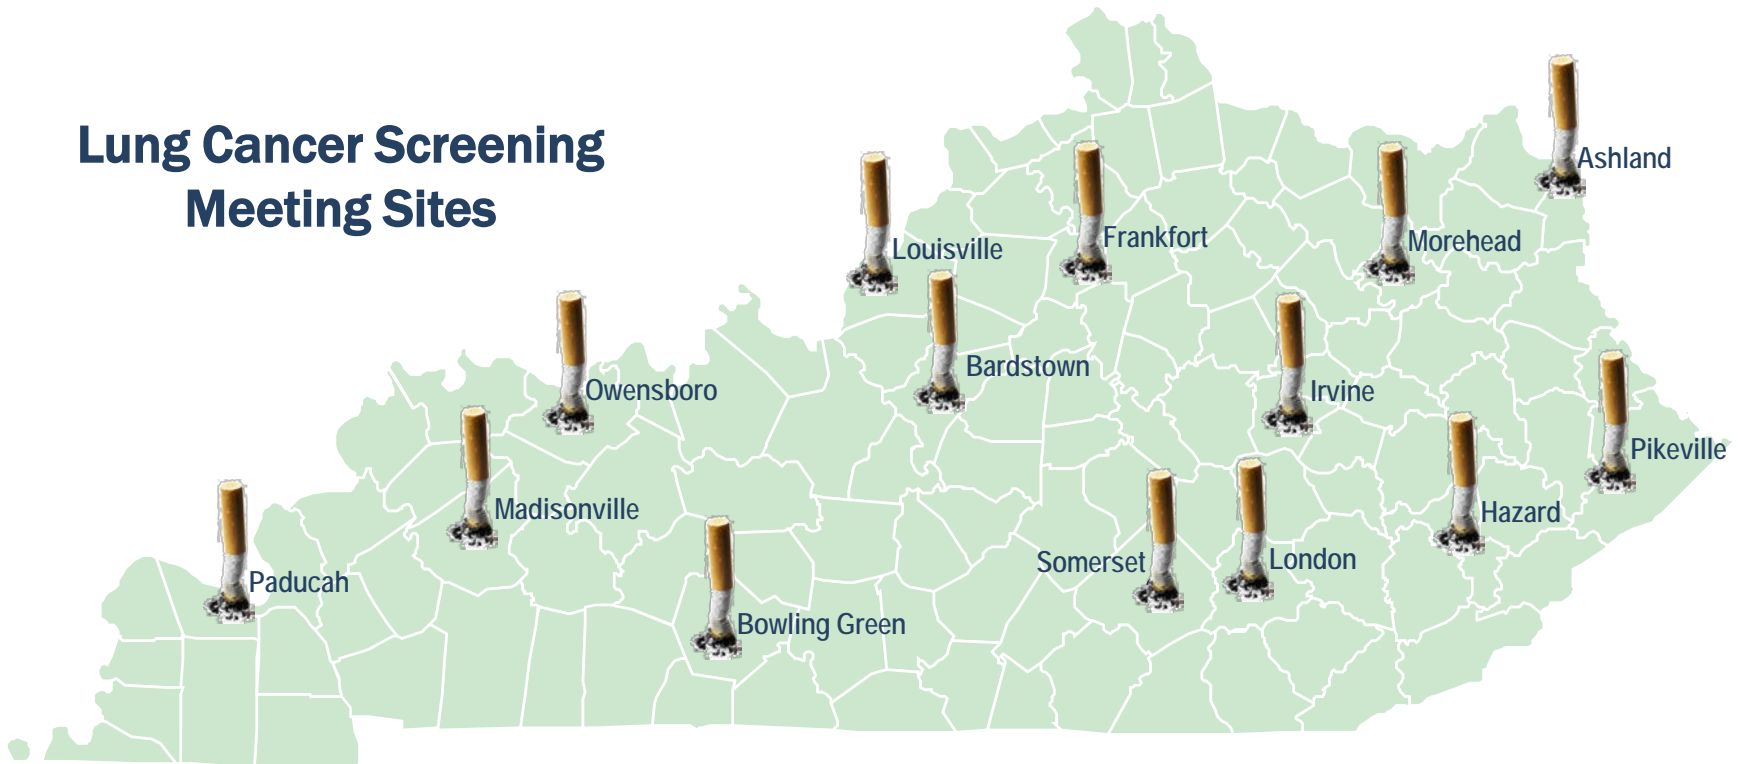 Lung Cancer Screening
Meeting Sites
Ashland
Frankfort
Morehead
Louisville
Bardstown
Owensboro
Irvine
Pikeville
Madisonville
Hazard
Somerset
London
Paducah
Bowling Green